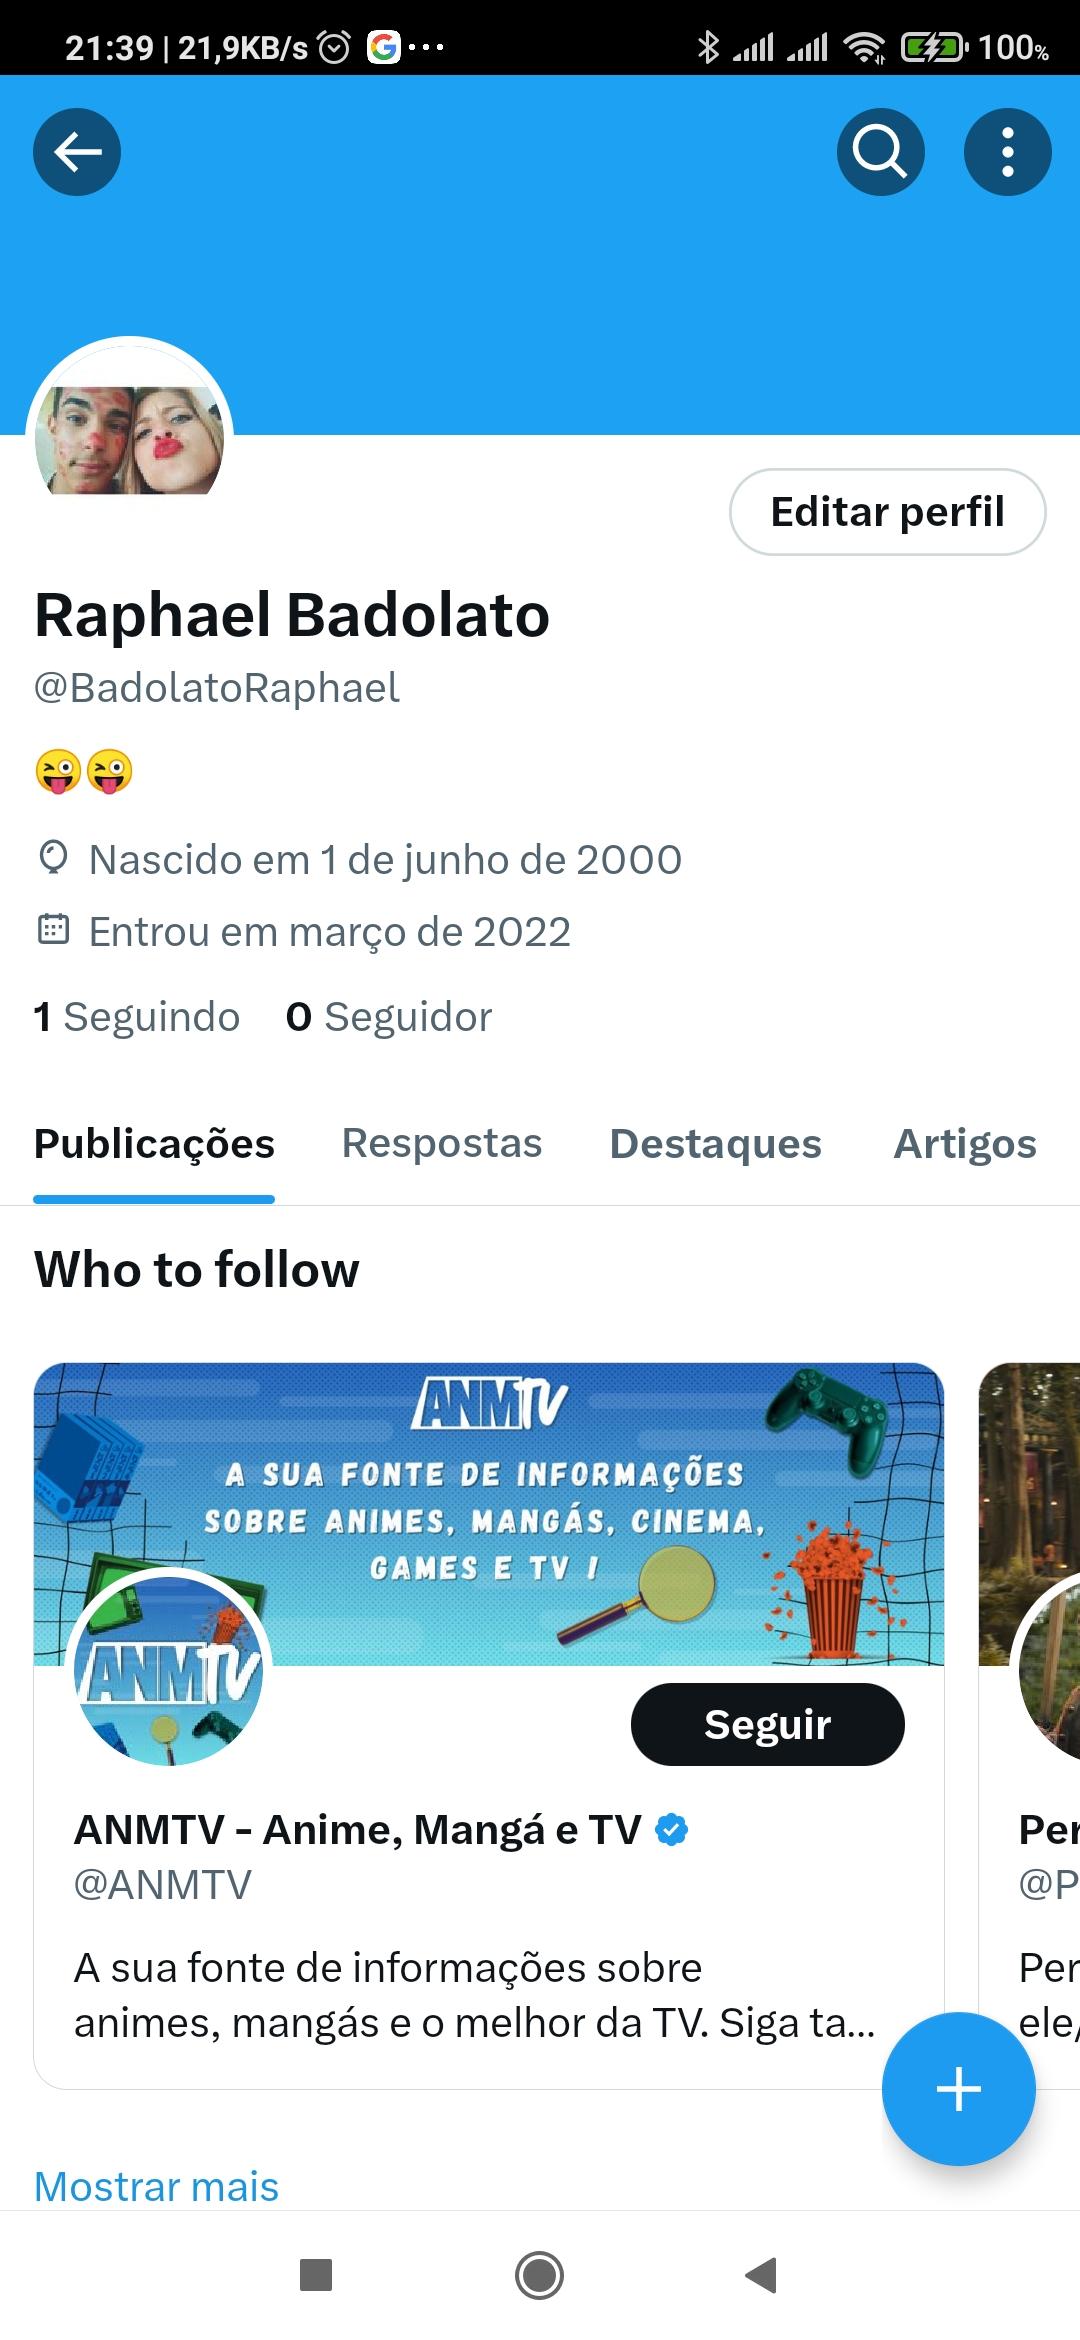 21:39 | 21,9KB/s
100%
Editar perfil
Raphael Badolato
@BadolatoRaphael
😜😜
Nascido em 1 de junho de 2000
Entrou em março de 2022
1 Seguindo 0 Seguidor
Publicações Respostas Destaques Artigos
Who to follow
ANMTV
A SUA FONTE DE INFORMAÇÕES
SOBRE ANIMES, MANGÁS, CINEMA,
GAMES E TV !
ANMTV
Seguir
ANMTV - Anime, Mangá e TV
@ANMTV
A sua fonte de informações sobre
animes, mangás e o melhor da TV. Siga ta...
Per
@P
Per
ele/
Mostrar mais